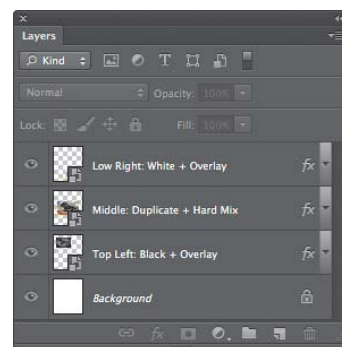 Layers
Kind
Normal Opacity: 100%
Lock: Fill: 100%
Low Right: White + Overlay fx
Middle: Duplicate + Hard Mix fx
Top Left: Black + Overlay fx
Background
fx